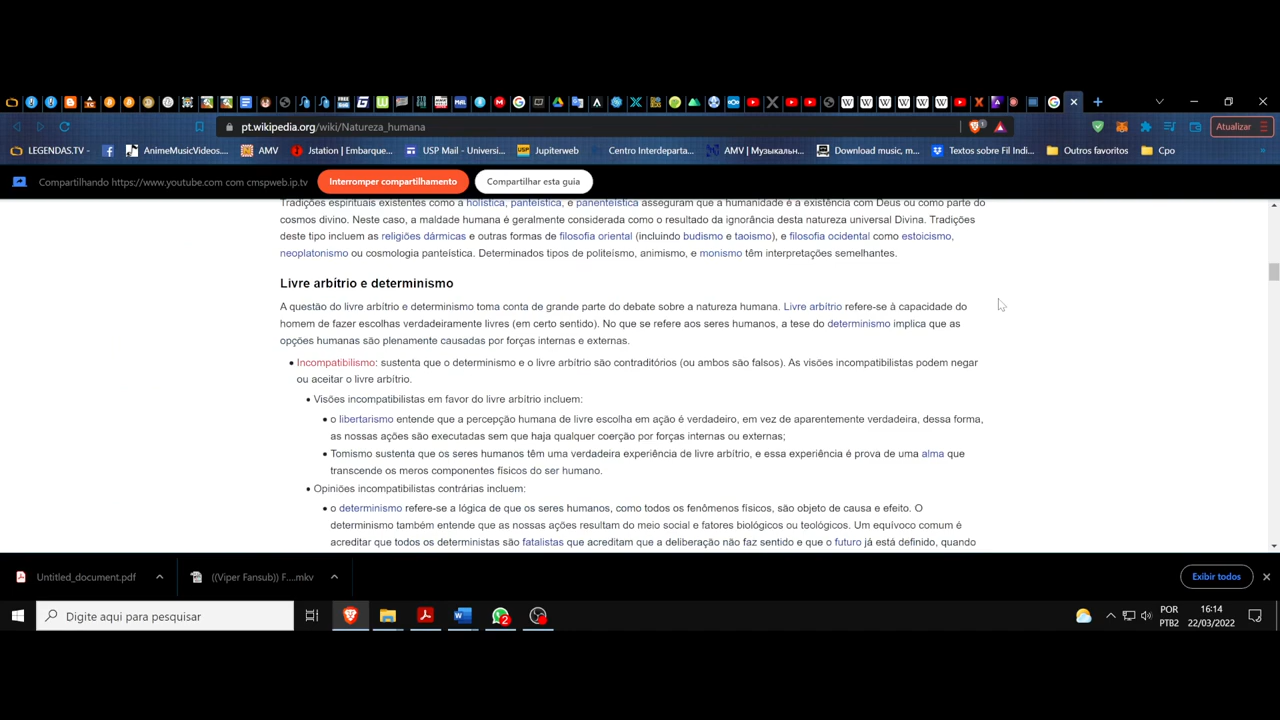 pt.wikipedia.org/wiki/Natureza_humana
Atualizar
LEGENDAS.TV
AnimeMusicVideos...
AMV
Jstation | Embarque...
USP Mail - Universi...
Jupiterweb
Centro Interdeparta...
AMV | Музыкальн...
Download music, m...
Textos sobre Fil Indi...
Outros favoritos
Cpo
Compartilhando https://www.youtube.com com cmspweb.ip.tv
Interromper compartilhamento
Compartilhar esta guia
Tradições espirituais existentes como a holística, panteística, e panenteística asseguram que a humanidade é a existência com Deus ou como parte do
cosmos divino. Neste caso, a maldade humana é geralmente considerada como o resultado da ignorância desta natureza universal Divina. Tradições
deste tipo incluem as religiões dármicas e outras formas de filosofia oriental (incluindo budismo e taoismo), e filosofia ocidental como estoicismo,
neoplatonismo ou cosmologia panteística. Determinados tipos de politeísmo, animismo, e monismo têm interpretações semelhantes.
Livre arbítrio e determinismo
A questão do livre arbítrio e determinismo toma conta de grande parte do debate sobre a natureza humana. Livre arbítrio refere-se à capacidade do
homem de fazer escolhas verdadeiramente livres (em certo sentido). No que se refere aos seres humanos, a tese do determinismo implica que as
opções humanas são plenamente causadas por forças internas e externas.
• Incompatibilismo: sustenta que o determinismo e o livre arbítrio são contraditórios (ou ambos são falsos). As visões incompatibilistas podem negar
ou aceitar o livre arbítrio.
• Visões incompatibilistas em favor do livre arbítrio incluem:
• o libertarismo entende que a percepção humana de livre escolha em ação é verdadeiro, em vez de aparentemente verdadeira, dessa forma,
as nossas ações são executadas sem que haja qualquer coerção por forças internas ou externas;
• Tomismo sustenta que os seres humanos têm uma verdadeira experiência de livre arbítrio, e essa experiência é prova de uma alma que
transcende os meros componentes físicos do ser humano.
• Opiniões incompatibilistas contrárias incluem:
• o determinismo refere-se a lógica de que os seres humanos, como todos os fenômenos físicos, são objeto de causa e efeito. O
determinismo também entende que as nossas ações resultam do meio social e fatores biológicos ou teológicos. Um equívoco comum é
acreditar que todos os deterministas são fatalistas que acreditam que a deliberação não faz sentido e que o futuro já está definido, quando
Untitled_document.pdf
((Viper Fansub)) F....mkv
Exibir todos
Digite aqui para pesquisar
2
POR
PTB2
16:14
22/03/2022